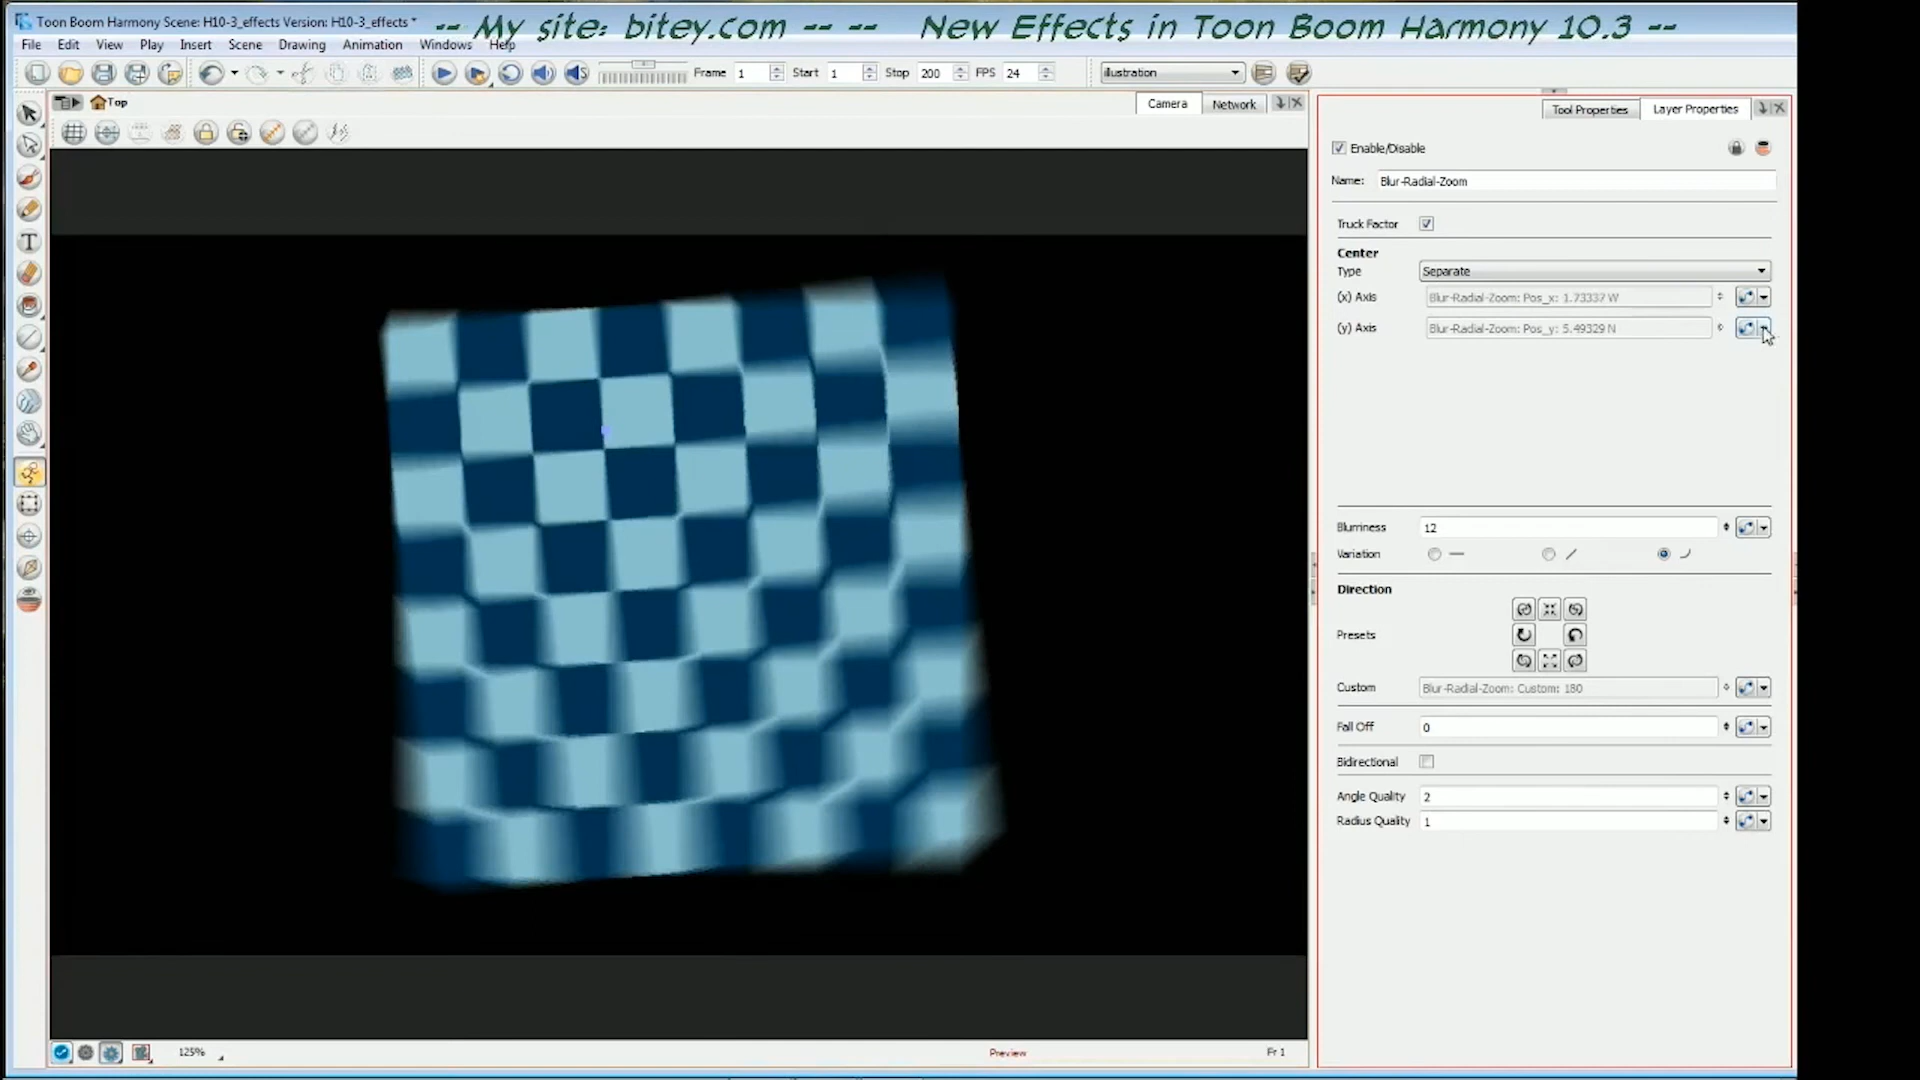 Toon Boom Harmony Scene: H10-3_effects Version: H10-3_effects *
-- My site: bitey.com -- -- New Effects in Toon Boom Harmony 10.3 --
File Edit View Play Insert Scene Drawing Animation Windows Help
Frame 1 Start 1 Stop 200 FPS 24 illustration
Top Camera Network
Tool Properties Layer Properties
Enable/Disable
Name: Blur-Radial-Zoom
Truck Factor
Center
Type Separate
(x) Axis Blur-Radial-Zoom: Pos_x: 1.73337 W
(y) Axis Blur-Radial-Zoom: Pos_y: 5.49329 N
Blurriness 12
Variation
Direction
Presets
Custom Blur-Radial-Zoom: Custom: 180
Fall Off 0
Bidirectional
Angle Quality 2
Radius Quality 1
125% Preview Fr 1